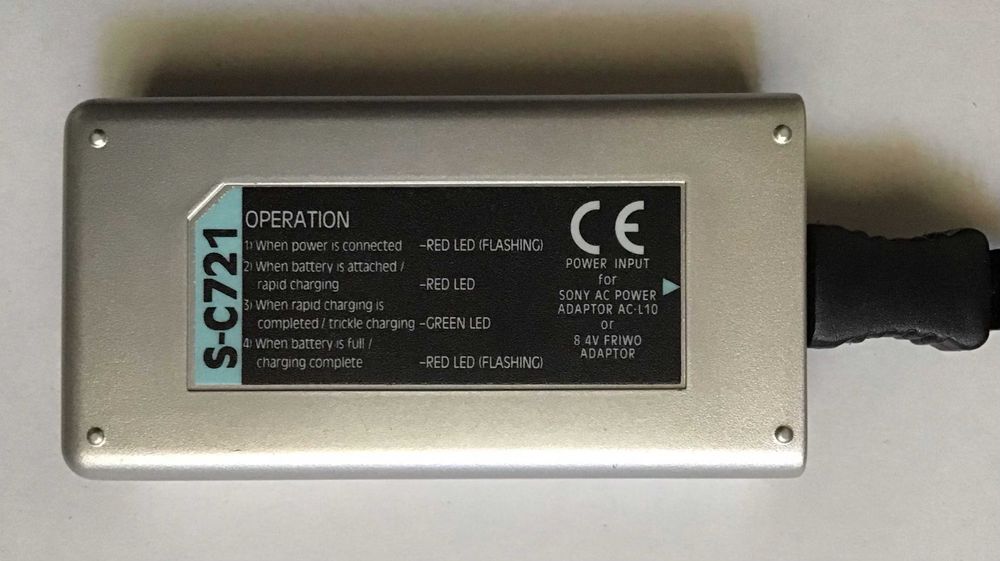 S-C721
OPERATION
1) When power is connected –RED LED (FLASHING)
2) When battery is attached /
rapid charging –RED LED
3) When rapid charging is
completed / trickle charging –GREEN LED
4) When battery is full /
charging complete –RED LED (FLASHING)
CE
POWER INPUT
for
SONY AC POWER
ADAPTOR AC-L10
or
8 4V FRIWO
ADAPTOR